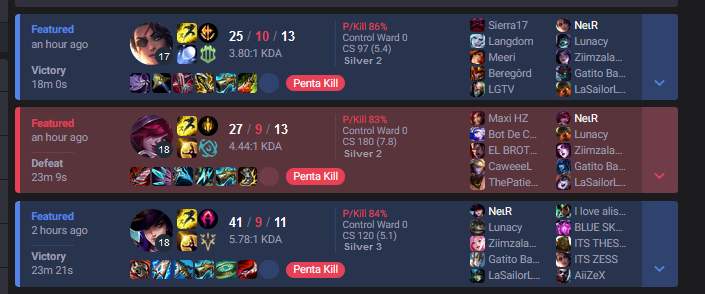 Featured
an hour ago
Victory
18m 0s
17
25 / 10 / 13
3.80:1 KDA
Penta Kill
P/Kill 86%
Control Ward 0
CS 97 (5.4)
Silver 2
Sierra17
Langdom
Meeri
Beregórd
LGTV
NeιR
Lunacy
Ziimzala...
Gatito Ba...
LaSailorL...
Featured
an hour ago
Defeat
23m 9s
18
27 / 9 / 13
4.44:1 KDA
Penta Kill
P/Kill 83%
Control Ward 0
CS 180 (7.8)
Silver 2
Maxi HZ
Bot De C...
EL BROT...
CaweeeL
ThePatie...
NeιR
Lunacy
Ziimzala...
Gatito Ba...
LaSailorL...
Featured
2 hours ago
Victory
23m 21s
18
41 / 9 / 11
5.78:1 KDA
Penta Kill
P/Kill 84%
Control Ward 0
CS 120 (5.1)
Silver 3
NeιR
Lunacy
Ziimzala...
Gatito Ba...
LaSailorL...
I love alis...
BLUE SK...
ITS THES...
ITS ZESS
AiiZeX